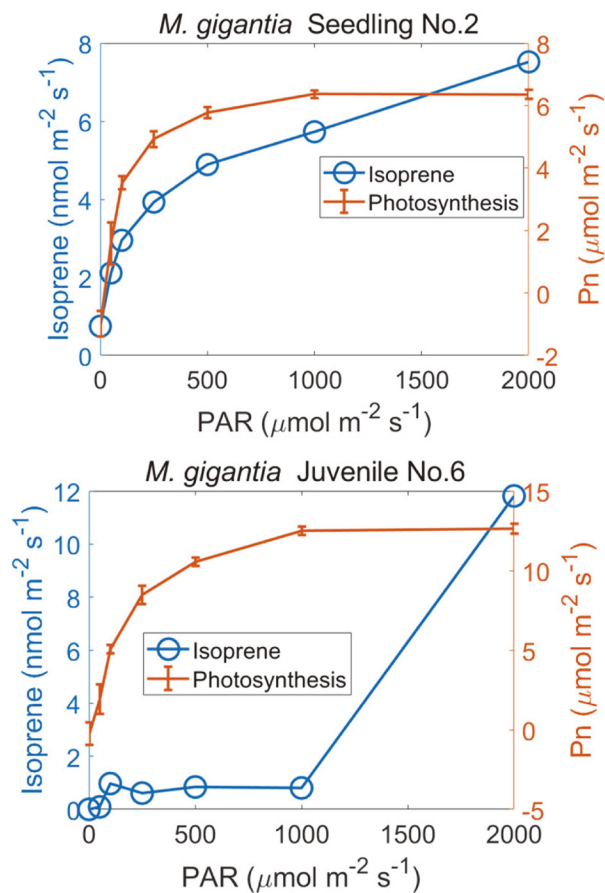 M. gigantia Seedling No.2
8
6
4
2
0
Isoprene (nmol m-2 s-1)
8
6
4
2
0
-2
Pn (μmol m-2 s-1)
Isoprene
Photosynthesis
0 500 1000 1500 2000
PAR (μmol m-2 s-1)
M. gigantia Juvenile No.6
12
10
8
6
4
2
0
Isoprene (nmol m-2 s-1)
15
10
5
0
-5
Pn (μmol m-2 s-1)
Isoprene
Photosynthesis
0 500 1000 1500 2000
PAR (μmol m-2 s-1)